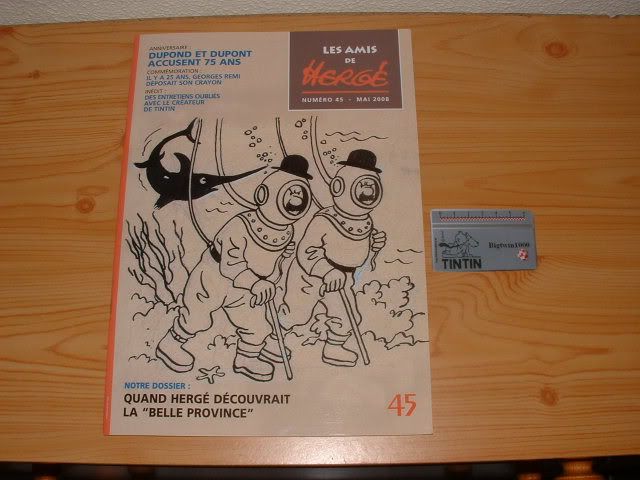 ANNIVERSAIRE :
DUPOND ET DUPONT
ACCUSENT 75 ANS
COMMÉMORATION :
IL Y A 25 ANS, GEORGES REMI
DÉPOSAIT SON CRAYON
INÉDIT :
DES ENTRETIENS OUBLIÉS
AVEC LE CRÉATEUR
DE TINTIN
LES AMIS
DE
HERGÉ
NUMÉRO 45 - MAI 2008
NOTRE DOSSIER :
QUAND HERGÉ DÉCOUVRAIT
LA "BELLE PROVINCE"
45
Bigtwin1000
TINTIN